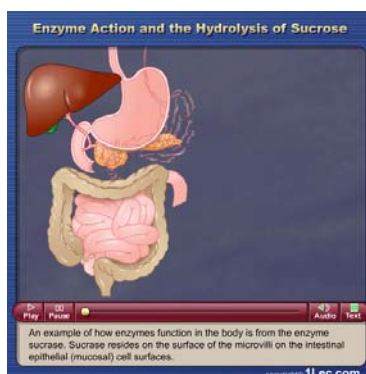 Enzyme Action and the Hydrolysis of Sucrose
Play Pause Audio Text
An example of how enzymes function in the body is from the enzyme
sucrase. Sucrase resides on the surface of the microvilli on the intestinal
epithelial (mucosal) cell surfaces.
1Lec.com